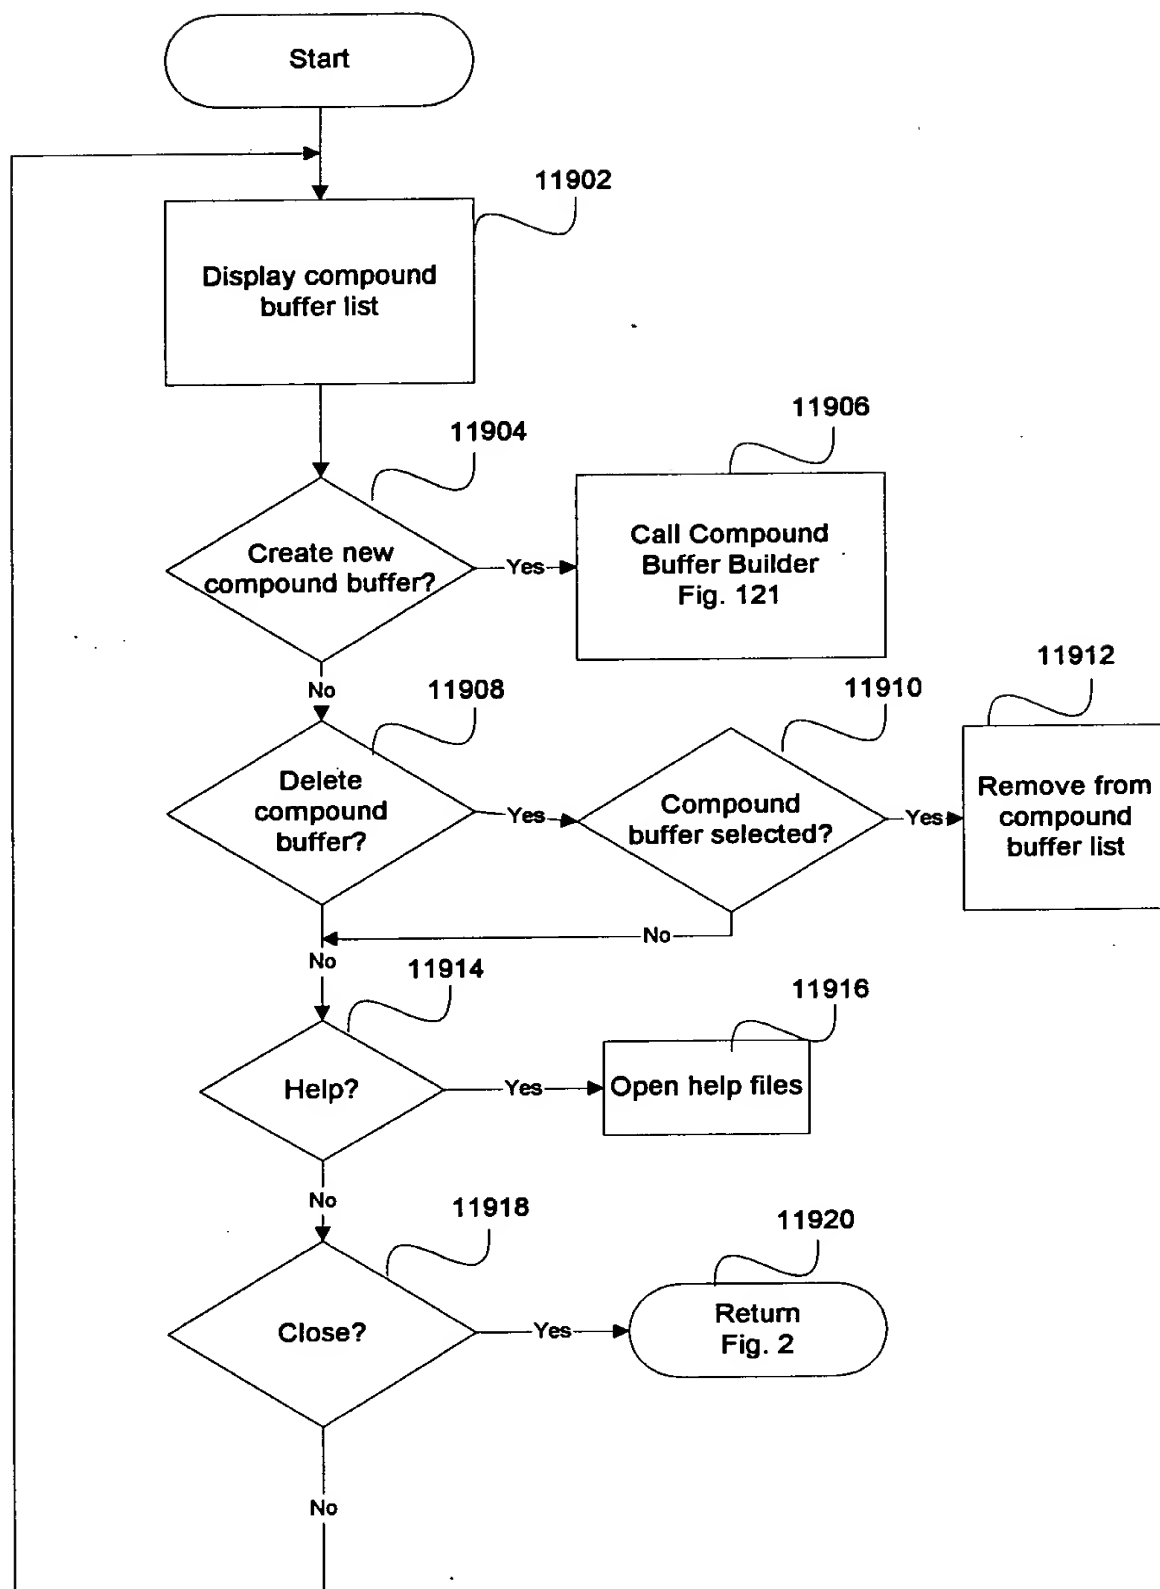 Start
11902
Display compound
buffer list
11904
11906
Create new
compound buffer?
Yes
Call Compound
Buffer Builder
Fig. 121
No
11908
11910
11912
Delete
compound
buffer?
Yes
Compound
buffer selected?
Yes
Remove from
compound
buffer list
No
No
11914
11916
Help?
Yes
Open help files
No
11918
11920
Close?
Yes
Return
Fig. 2
No